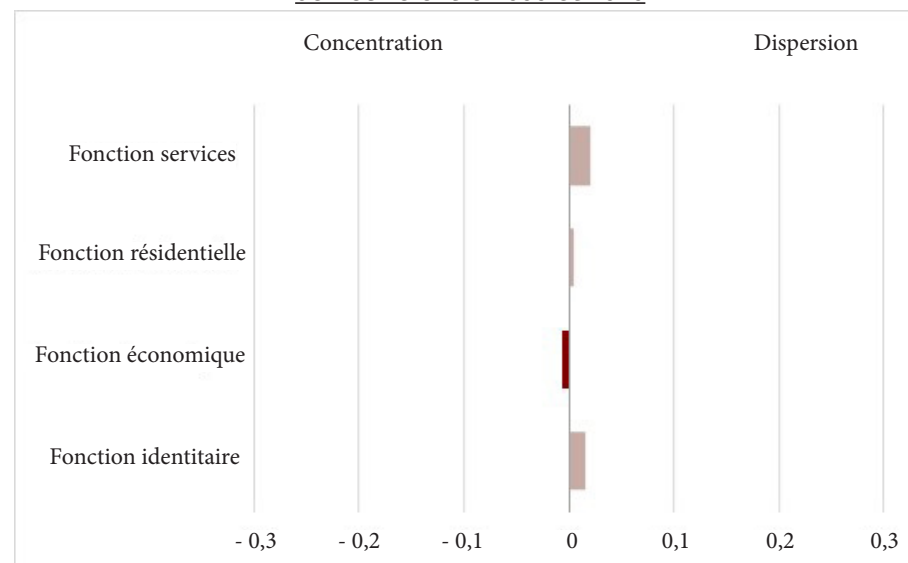 Concentration Dispersion
Fonction services
Fonction résidentielle
Fonction économique
Fonction identitaire
- 0,3 - 0,2 - 0,1 0 0,1 0,2 0,3